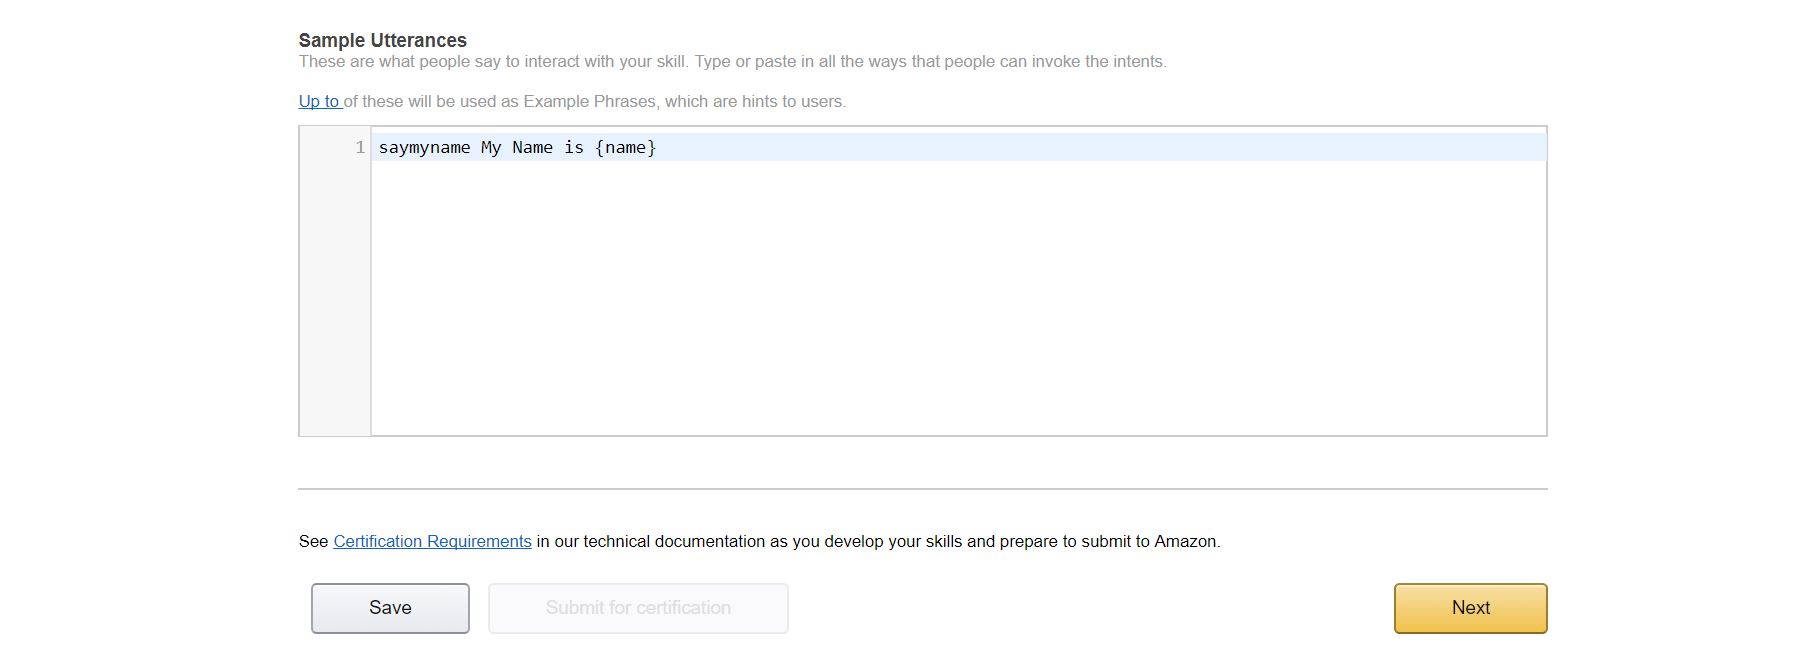 Sample Utterances
These are what people say to interact with your skill. Type or paste in all the ways that people can invoke the intents.
Up to of these will be used as Example Phrases, which are hints to users.
1 saymyname My Name is {name}
See Certification Requirements in our technical documentation as you develop your skills and prepare to submit to Amazon.
Save Submit for certification Next